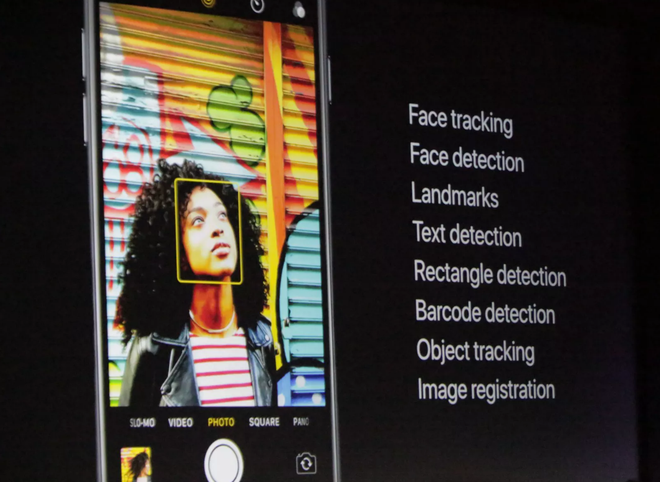 SLO-MO VIDEO PHOTO SQUARE PANO
Face tracking
Face detection
Landmarks
Text detection
Rectangle detection
Barcode detection
Object tracking
Image registration